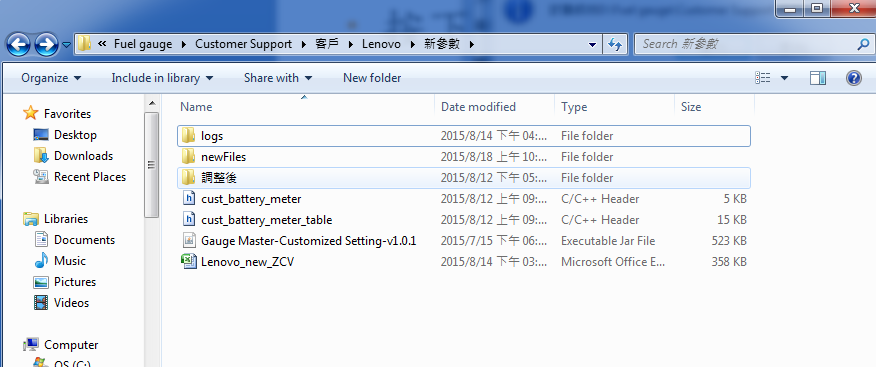 Fuel gauge Customer Support 客戶 Lenovo 新參數
Search 新參數
Organize Include in library Share with New folder
Favorites
Desktop
Downloads
Recent Places
Libraries
Documents
Music
Pictures
Videos
Computer
OS (C:)
Name Date modified Type Size
logs 2015/8/14 下午 04:... File folder
newFiles 2015/8/18 上午 10:... File folder
調整後 2015/8/12 下午 05:... File folder
cust_battery_meter 2015/8/12 上午 09:... C/C++ Header 5 KB
cust_battery_meter_table 2015/8/12 上午 09:... C/C++ Header 15 KB
Gauge Master-Customized Setting-v1.0.1 2015/7/15 下午 06:... Executable Jar File 523 KB
Lenovo_new_ZCV 2015/8/14 下午 03:... Microsoft Office E... 358 KB